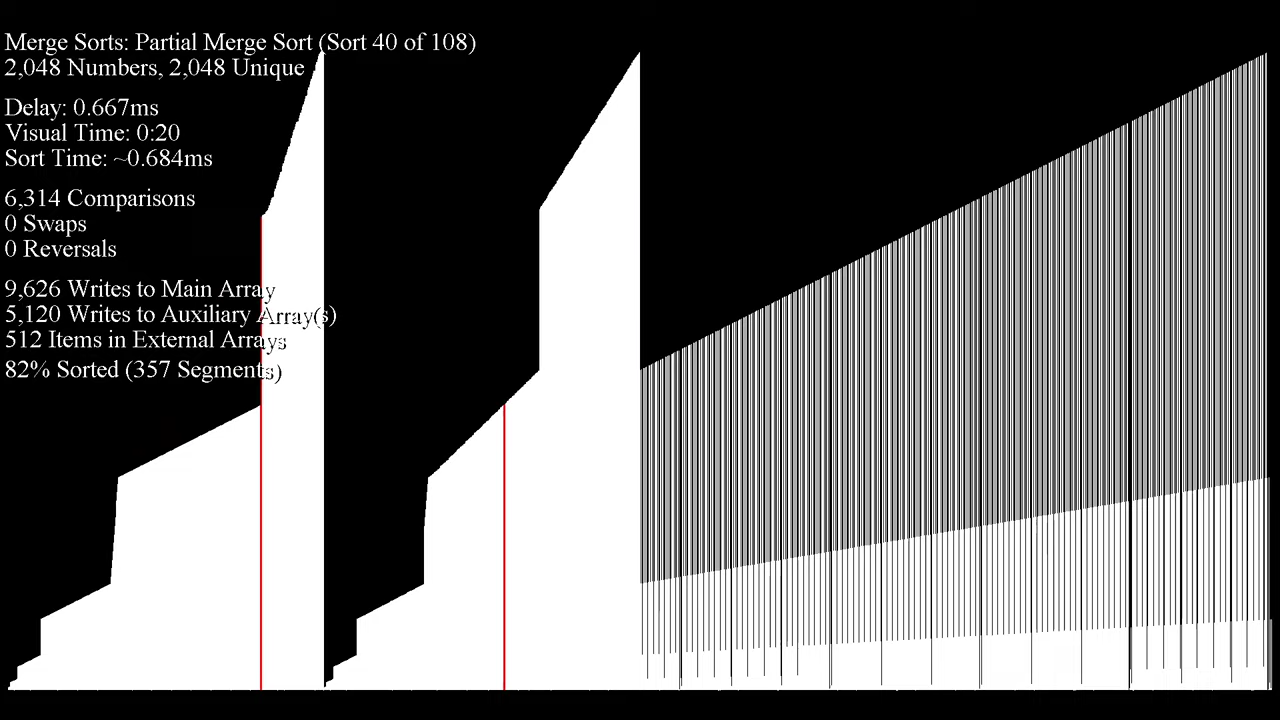 Merge Sorts: Partial Merge Sort (Sort 40 of 108)
2,048 Numbers, 2,048 Unique
Delay: 0.667ms
Visual Time: 0:20
Sort Time: ~0.684ms
6,314 Comparisons
0 Swaps
0 Reversals
9,626 Writes to Main Array
5,120 Writes to Auxiliary Array(s)
512 Items in External Arrays
82% Sorted (357 Segments)